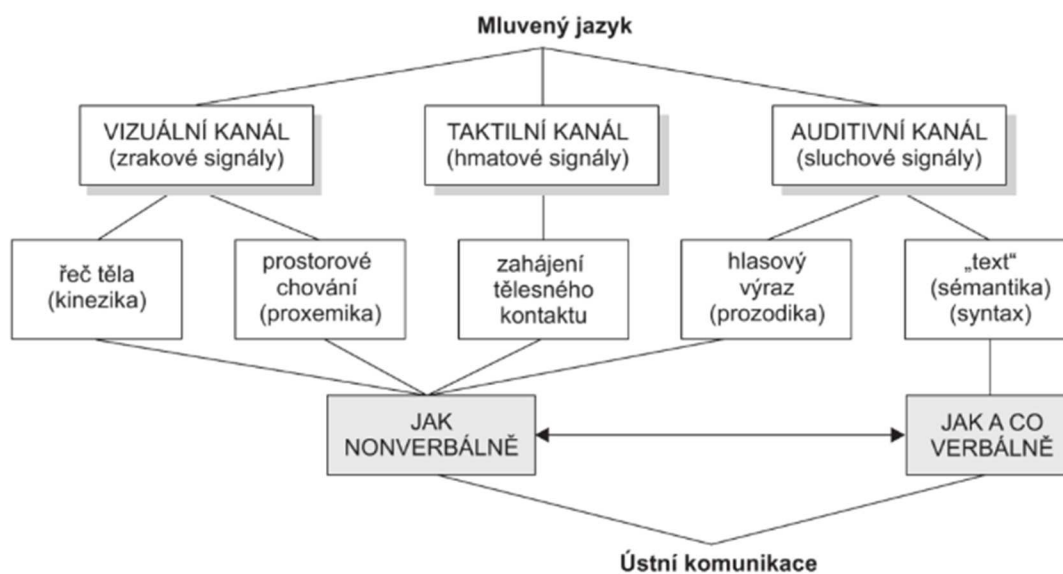 Mluvený jazyk
VIZUÁLNÍ KANÁL
(zrakové signály)
TAKTILNÍ KANÁL
(hmatové signály)
AUDITIVNÍ KANÁL
(sluchové signály)
řeč těla
(kinezika)
prostorové
chování
(proxemika)
zahájení
tělesného
kontaktu
hlasový
výraz
(prozodika)
„text“
(sémantika)
(syntax)
JAK
NONVERBÁLNĚ
JAK A CO
VERBÁLNĚ
Ústní komunikace